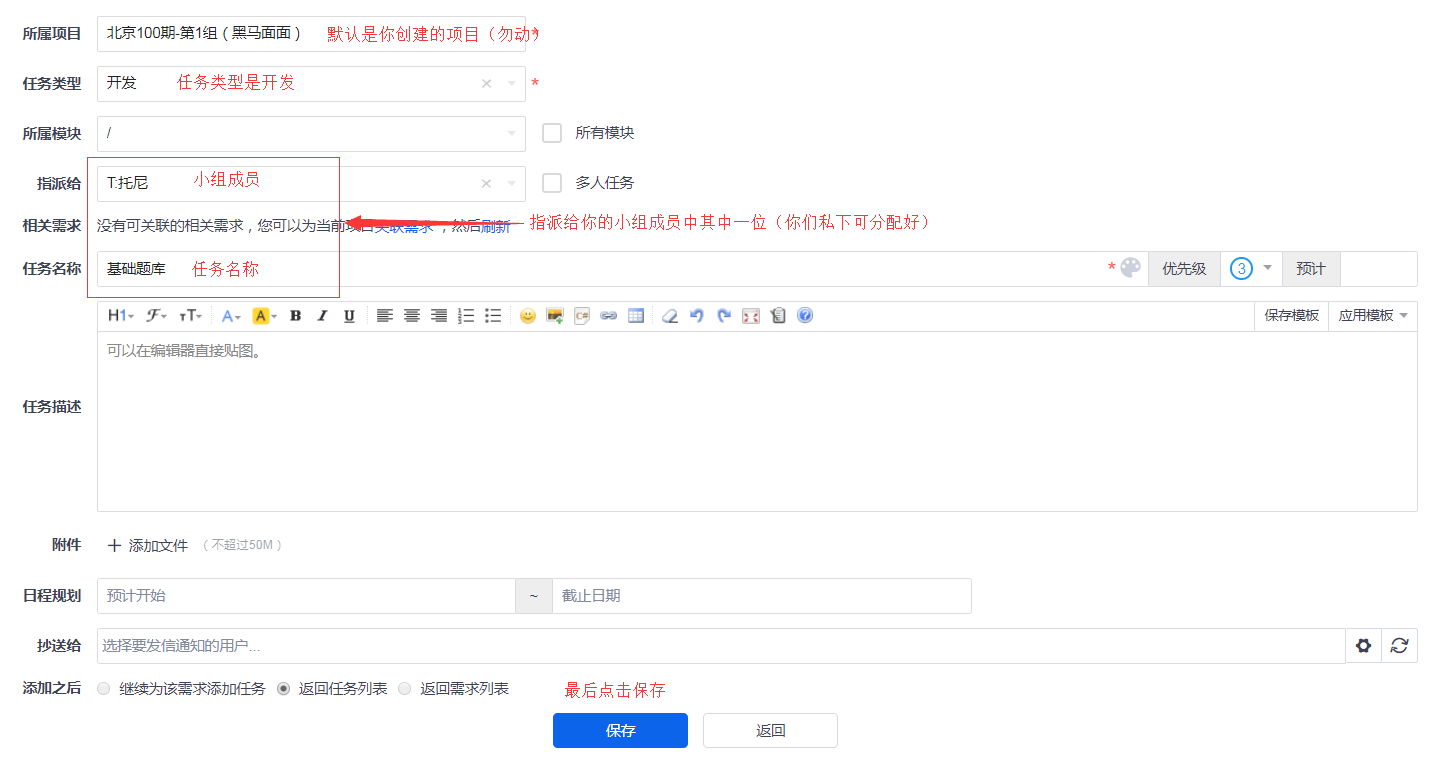 所属项目 北京100期-第1组（黑马面面） 默认是你创建的项目（勿动） *
任务类型 开发 任务类型是开发 *
所属模块 / 所有模块
指派给 T:托尼 小组成员 多人任务
相关需求 没有可关联的相关需求，您可以为当前项目关联需求，然后刷新 指派给你的小组成员中其中一位（你们私下可分配好）
任务名称 基础题库 任务名称 * 优先级 3 预计
H1 F TT A A B I U C# 保存模板 应用模板
可以在编辑器直接贴图。
任务描述
附件 添加文件 （不超过50M）
日程规划 预计开始 ~ 截止日期
抄送给 选择要发信通知的用户...
添加之后 继续为该需求添加任务 返回任务列表 返回需求列表 最后点击保存
保存 返回